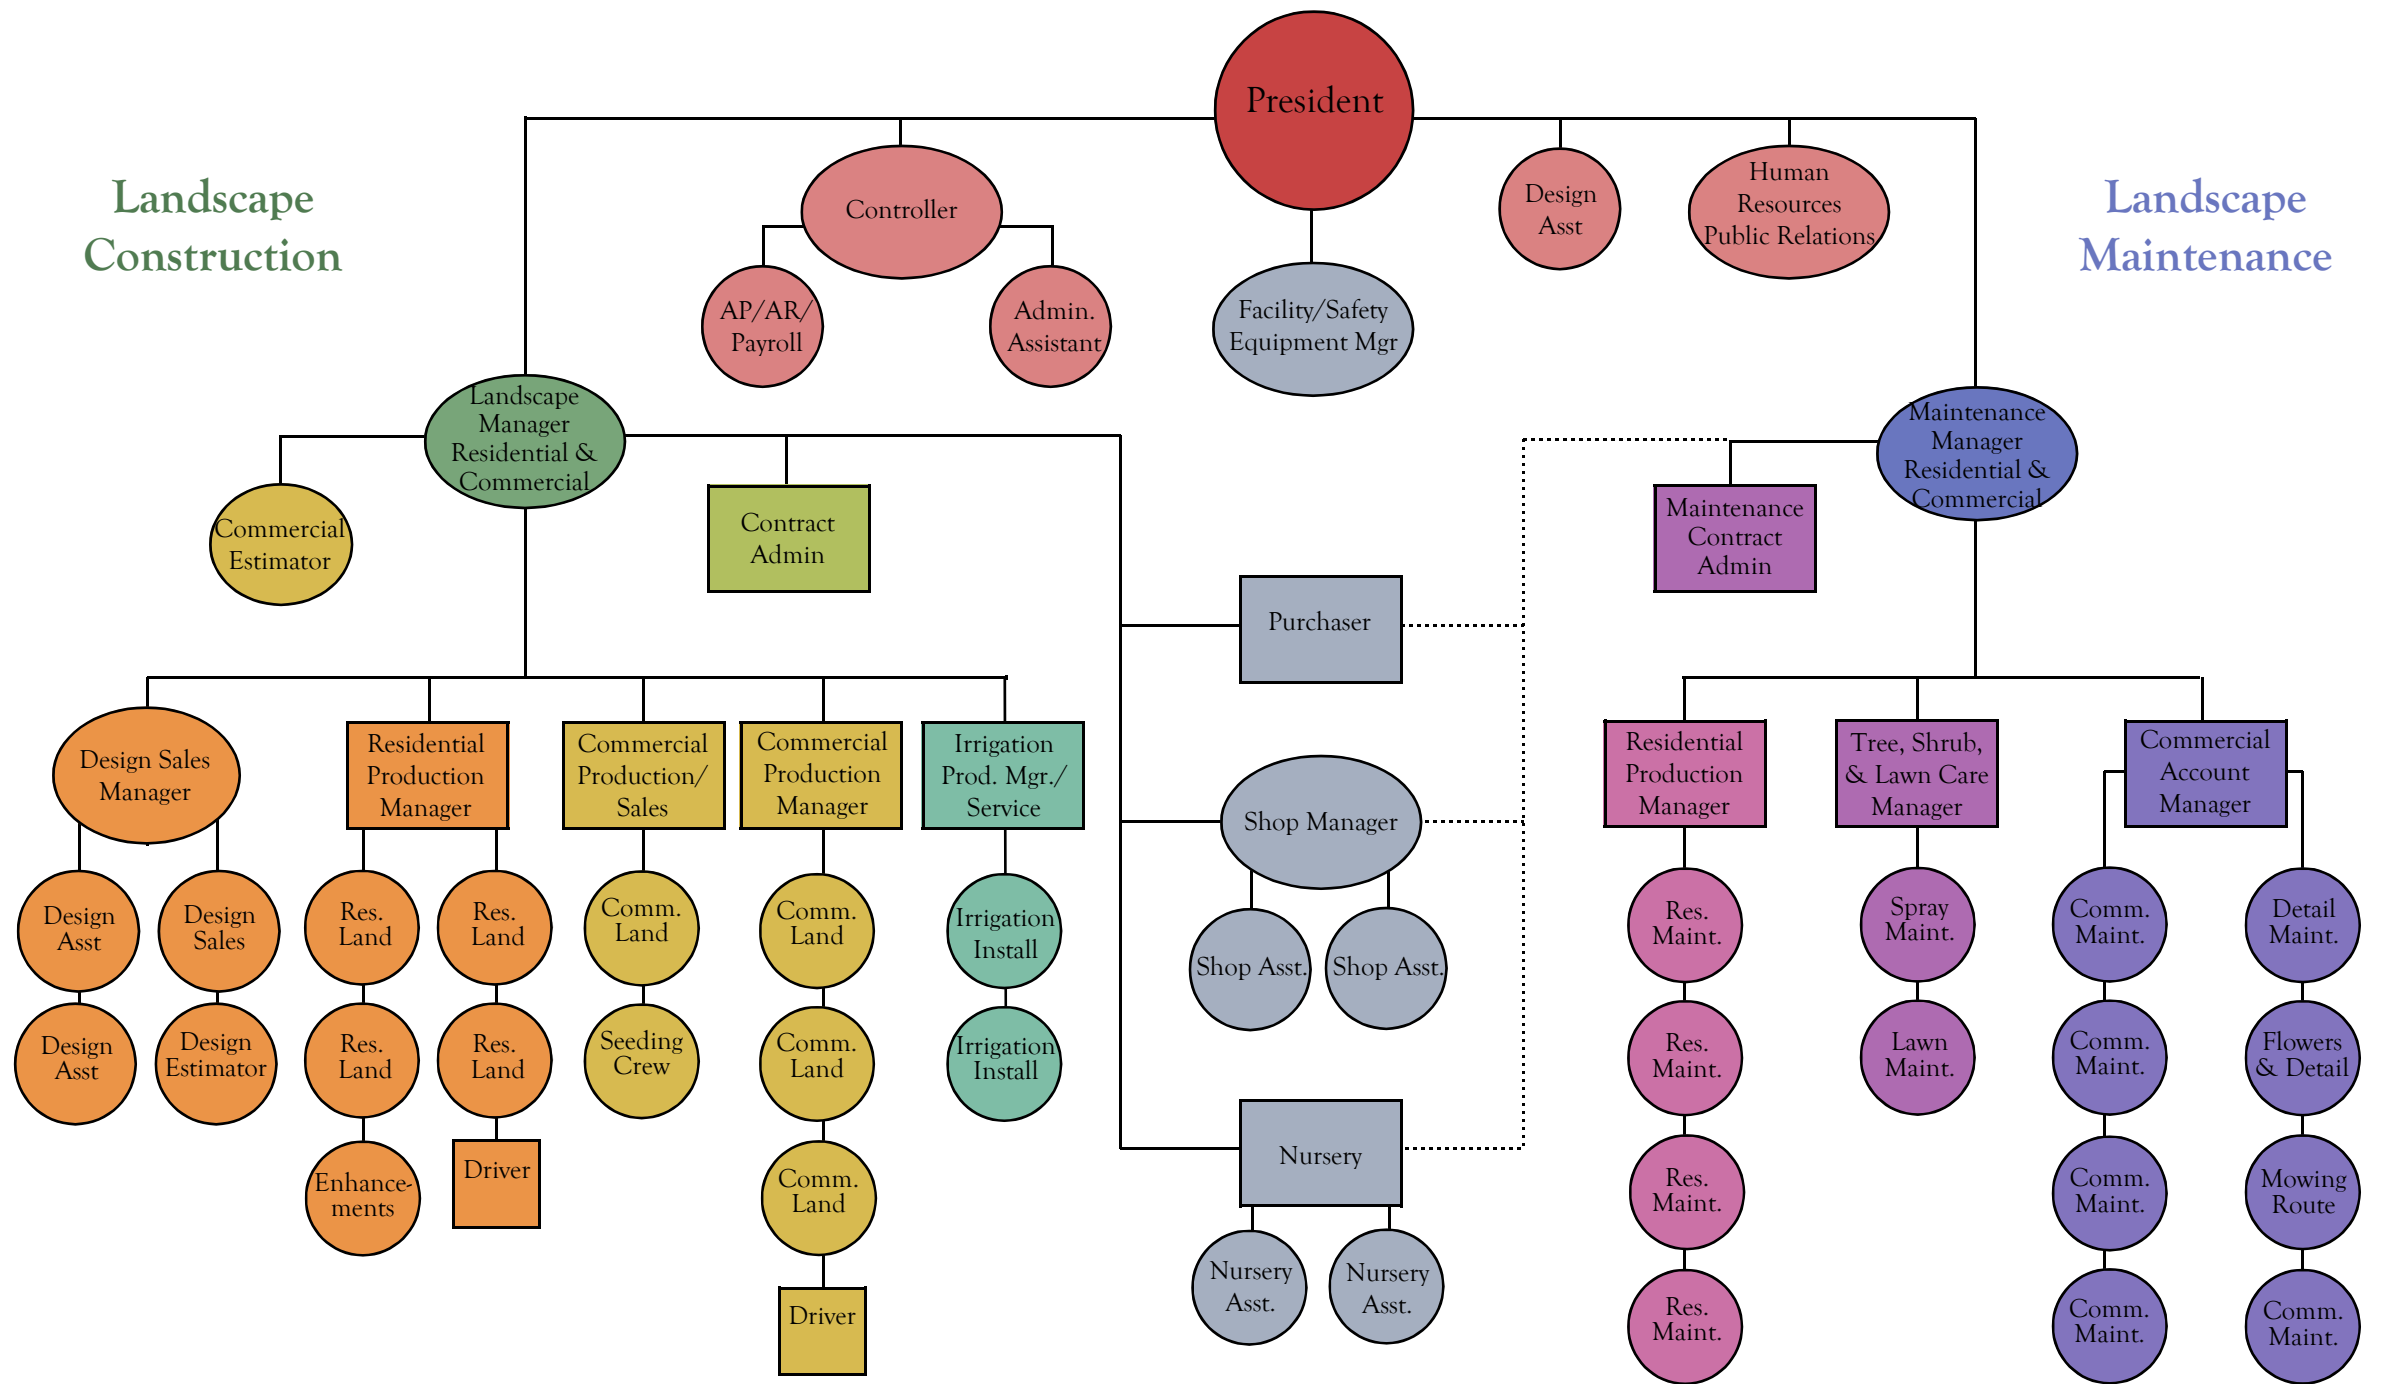 President
Landscape
Construction
Landscape
Maintenance
Controller
Design
Asst
Human
Resources
Public Relations
AP/AR/
Payroll
Admin.
Assistant
Facility/Safety
Equipment Mgr
Landscape
Manager
Residential &
Commercial
Maintenance
Manager
Residential &
Commercial
Commercial
Estimator
Contract
Admin
Maintenance
Contract
Admin
Purchaser
Design Sales
Manager
Residential
Production
Manager
Commercial
Production/
Sales
Commercial
Production
Manager
Irrigation
Prod. Mgr./
Service
Shop Manager
Residential
Production
Manager
Tree, Shrub,
& Lawn Care
Manager
Commercial
Account
Manager
Design
Asst
Design
Sales
Res.
Land
Res.
Land
Comm.
Land
Comm.
Land
Irrigation
Install
Shop Asst.
Shop Asst.
Res.
Maint.
Spray
Maint.
Comm.
Maint.
Detail
Maint.
Design
Asst
Design
Estimator
Res.
Land
Res.
Land
Seeding
Crew
Comm.
Land
Irrigation
Install
Res.
Maint.
Lawn
Maint.
Comm.
Maint.
Flowers
& Detail
Enhance-
ments
Driver
Comm.
Land
Nursery
Res.
Maint.
Comm.
Maint.
Mowing
Route
Driver
Nursery
Asst.
Nursery
Asst.
Res.
Maint.
Comm.
Maint.
Comm.
Maint.